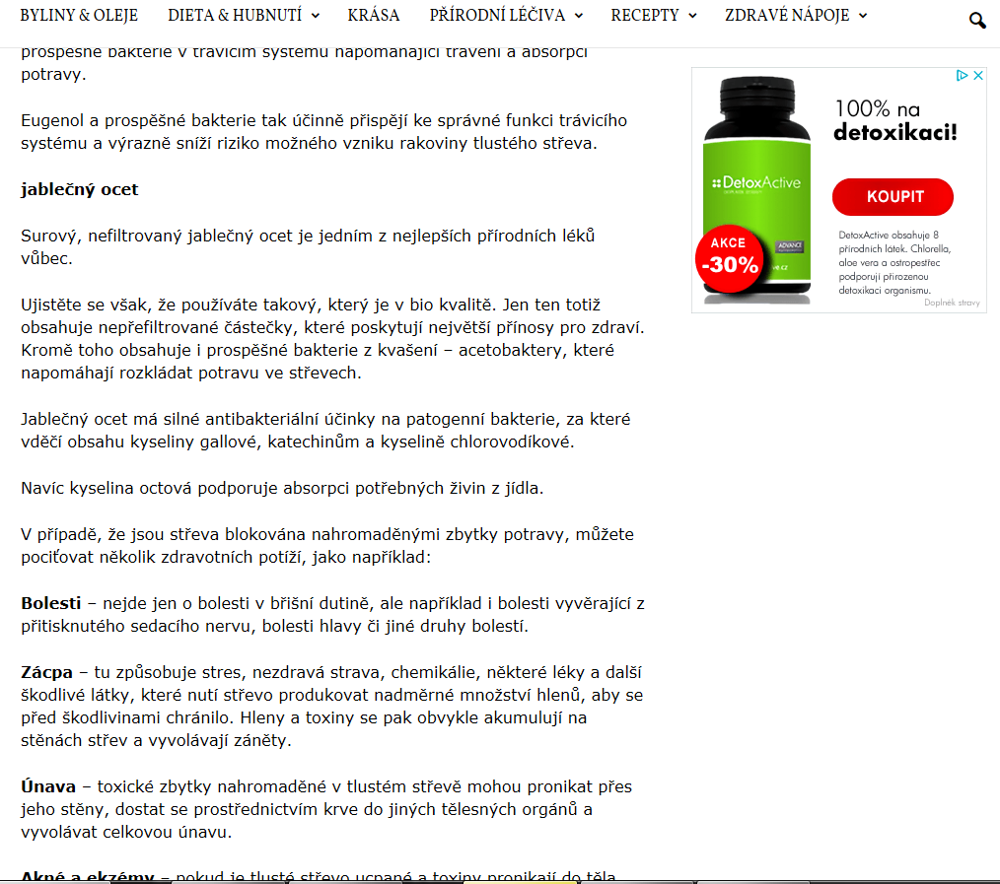 BYLINY & OLEJE DIETA & HUBNUTÍ KRÁSA PŘÍRODNÍ LÉČIVA RECEPTY ZDRAVÉ NÁPOJE
prospěšné bakterie v trávicím systému napomáhající trávení a absorpci
potravy.
Eugenol a prospěšné bakterie tak účinně přispějí ke správné funkci trávicího
systému a výrazně sníží riziko možného vzniku rakoviny tlustého střeva.
jablečný ocet
Surový, nefiltrovaný jablečný ocet je jedním z nejlepších přírodních léků
vůbec.
Ujistěte se však, že používáte takový, který je v bio kvalitě. Jen ten totiž
obsahuje nepřefiltrované částečky, které poskytují největší přínosy pro zdraví.
Kromě toho obsahuje i prospěšné bakterie z kvašení – acetobaktery, které
napomáhají rozkládat potravu ve střevech.
Jablečný ocet má silné antibakteriální účinky na patogenní bakterie, za které
vděčí obsahu kyseliny gallové, katechinům a kyselině chlorovodíkové.
Navíc kyselina octová podporuje absorpci potřebných živin z jídla.
V případě, že jsou střeva blokována nahromaděnými zbytky potravy, můžete
pociťovat několik zdravotních potíží, jako například:
Bolesti – nejde jen o bolesti v břišní dutině, ale například i bolesti vyvěrající z
přitisknutého sedacího nervu, bolesti hlavy či jiné druhy bolestí.
Zácpa – tu způsobuje stres, nezdravá strava, chemikálie, některé léky a další
škodlivé látky, které nutí střevo produkovat nadměrné množství hlenů, aby se
před škodlivinami chránilo. Hleny a toxiny se pak obvykle akumulují na
stěnách střev a vyvolávají záněty.
Únava – toxické zbytky nahromaděné v tlustém střevě mohou pronikat přes
jeho stěny, dostat se prostřednictvím krve do jiných tělesných orgánů a
vyvolávat celkovou únavu.
Akné a ekzémy – pokud je tlusté střevo ucpané a toxiny pronikají do těla
100% na
detoxikaci!
DetoxActive
KOUPIT
AKCE
-30%
ADVANCE
ve.cz
DetoxActive obsahuje 8
přírodních látek. Chlorella,
aloe vera a ostropestřec
podporují přirozenou
detoxikaci organismu.
Doplněk stravy